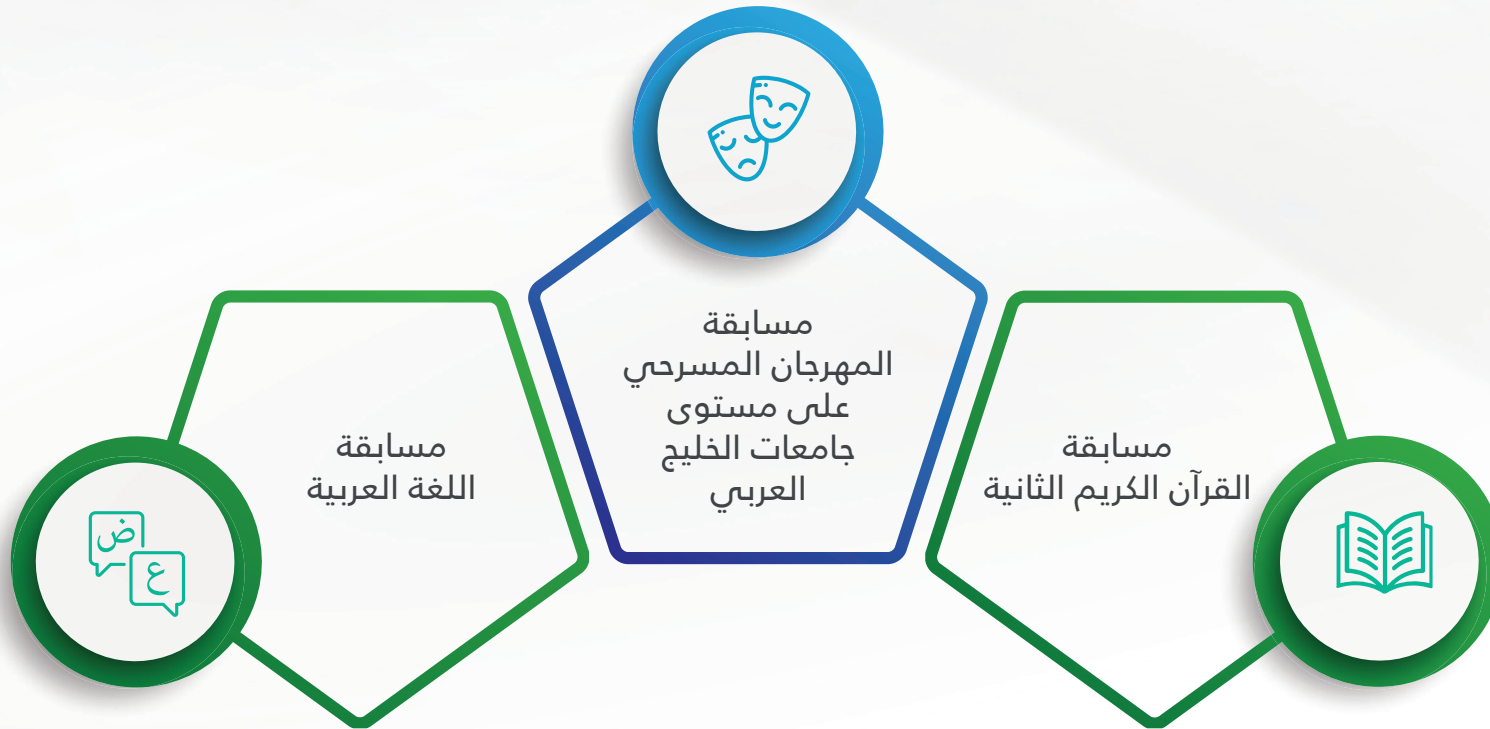 مسابقة
القرآن الكريم الثانية
مسابقة
المهرجان المسرحي
على مستوى
جامعات الخليج
العربي
مسابقة
اللغة العربية
ض
ع